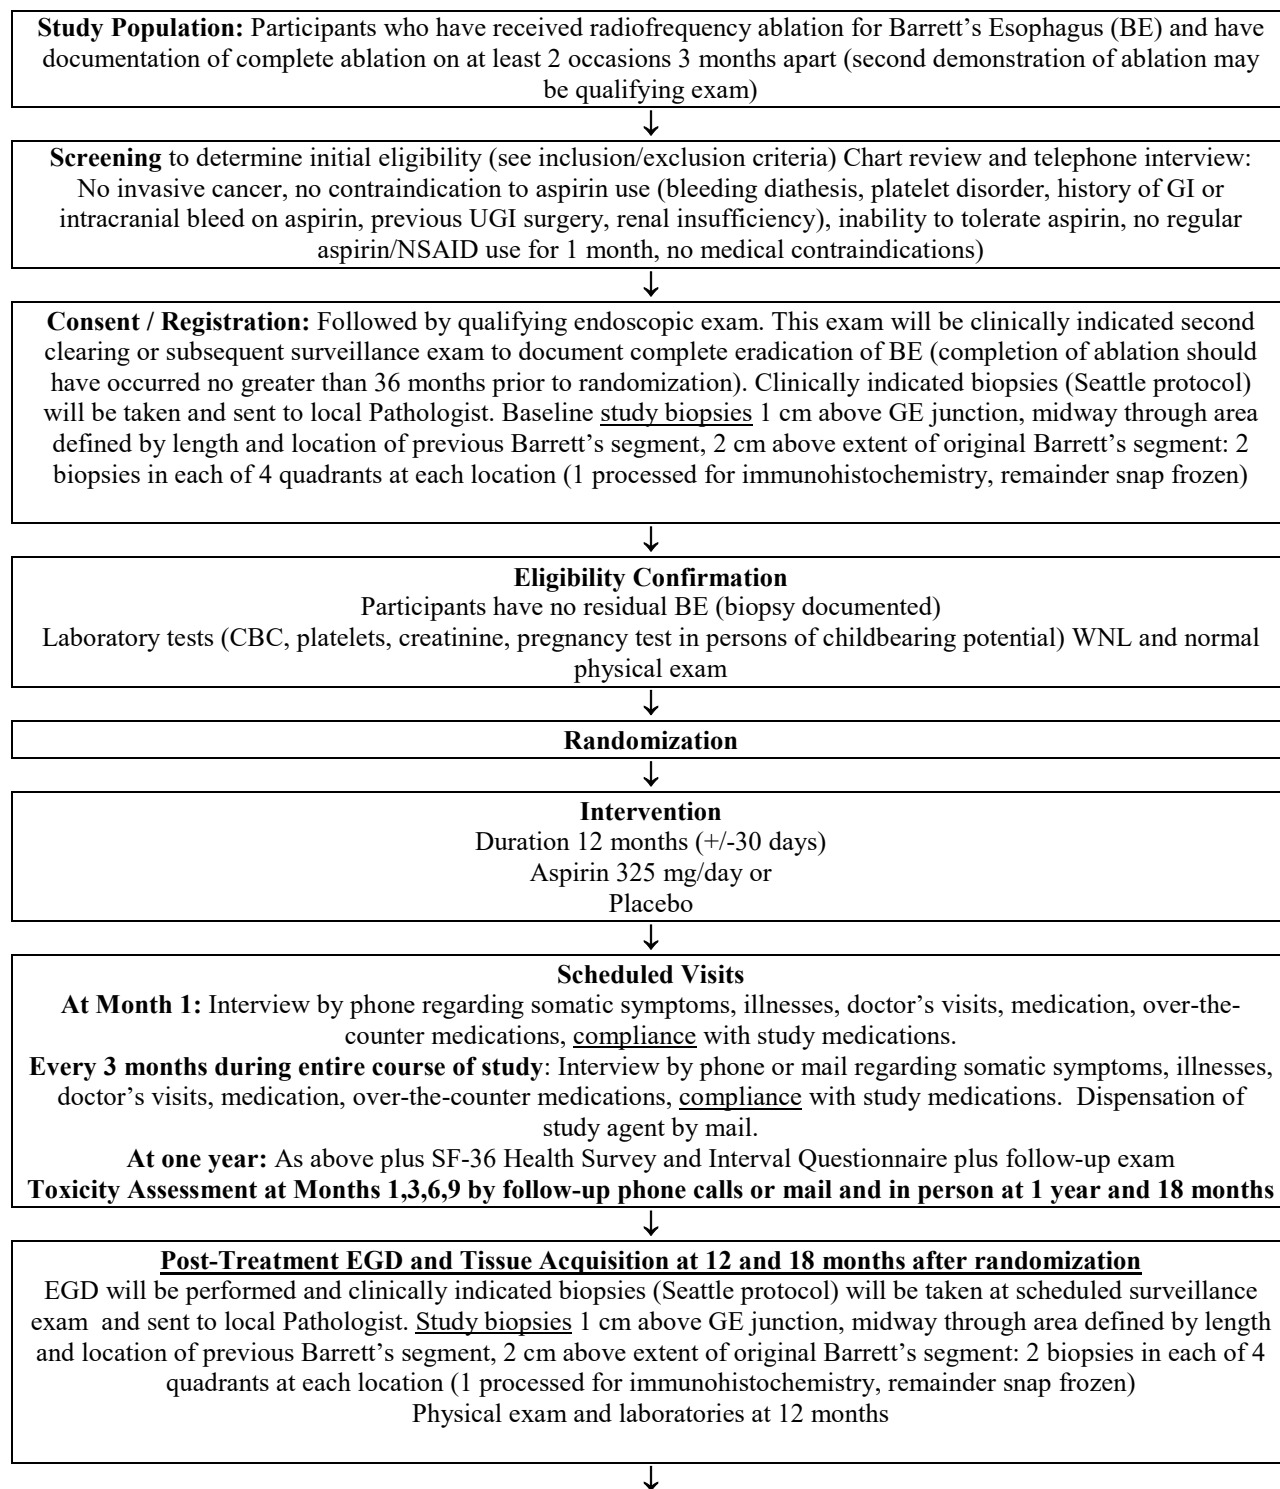 Study Population: Participants who have received radiofrequency ablation for Barrett’s Esophagus (BE) and have
documentation of complete ablation on at least 2 occasions 3 months apart (second demonstration of ablation may
be qualifying exam)
↓
Screening to determine initial eligibility (see inclusion/exclusion criteria) Chart review and telephone interview:
No invasive cancer, no contraindication to aspirin use (bleeding diathesis, platelet disorder, history of GI or
intracranial bleed on aspirin, previous UGI surgery, renal insufficiency), inability to tolerate aspirin, no regular
aspirin/NSAID use for 1 month, no medical contraindications)
↓
Consent / Registration: Followed by qualifying endoscopic exam. This exam will be clinically indicated second
clearing or subsequent surveillance exam to document complete eradication of BE (completion of ablation should
have occurred no greater than 36 months prior to randomization). Clinically indicated biopsies (Seattle protocol)
will be taken and sent to local Pathologist. Baseline study biopsies 1 cm above GE junction, midway through area
defined by length and location of previous Barrett’s segment, 2 cm above extent of original Barrett’s segment: 2
biopsies in each of 4 quadrants at each location (1 processed for immunohistochemistry, remainder snap frozen)
↓
Eligibility Confirmation
Participants have no residual BE (biopsy documented)
Laboratory tests (CBC, platelets, creatinine, pregnancy test in persons of childbearing potential) WNL and normal
physical exam
↓
Randomization
↓
Intervention
Duration 12 months (+/-30 days)
Aspirin 325 mg/day or
Placebo
↓
Scheduled Visits
At Month 1: Interview by phone regarding somatic symptoms, illnesses, doctor’s visits, medication, over-the-
counter medications, compliance with study medications.
Every 3 months during entire course of study: Interview by phone or mail regarding somatic symptoms, illnesses,
doctor’s visits, medication, over-the-counter medications, compliance with study medications.  Dispensation of
study agent by mail.
At one year: As above plus SF-36 Health Survey and Interval Questionnaire plus follow-up exam
Toxicity Assessment at Months 1,3,6,9 by follow-up phone calls or mail and in person at 1 year and 18 months
↓
Post-Treatment EGD and Tissue Acquisition at 12 and 18 months after randomization
EGD will be performed and clinically indicated biopsies (Seattle protocol) will be taken at scheduled surveillance
exam  and sent to local Pathologist. Study biopsies 1 cm above GE junction, midway through area defined by length
and location of previous Barrett’s segment, 2 cm above extent of original Barrett’s segment: 2 biopsies in each of 4
quadrants at each location (1 processed for immunohistochemistry, remainder snap frozen)
Physical exam and laboratories at 12 months
↓